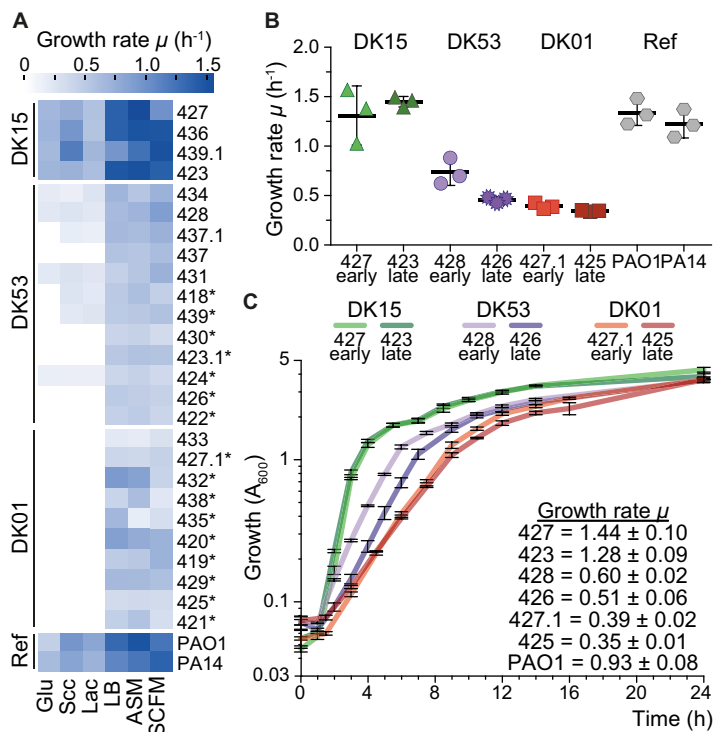 A
Growth rate μ (h-1)
0 0.5 1 1.5
DK15
427
436
439.1
423
DK53
434
428
437.1
437
431
418*
439*
430*
423.1*
424*
426*
422*
DK01
433
427.1*
432*
438*
435*
420*
419*
429*
425*
421*
Ref
PAO1
PA14
Glu Scc Lac LB ASM SCFM
B
DK15 DK53 DK01 Ref
Growth rate μ (h-1)
2.0
1.5
1.0
0.5
0.0
427 423 428 426 427,1 425 PAO1 PA14
early late early late early late
C
DK15 DK53 DK01
427 423 428 426 427.1 425
early late early late early late
Growth (A600)
5
1
0.1
0.03
Growth rate μ
427 = 1.44 ± 0.10
423 = 1.28 ± 0.09
428 = 0.60 ± 0.02
426 = 0.51 ± 0.06
427.1 = 0.39 ± 0.02
425 = 0.35 ± 0.01
PAO1 = 0.93 ± 0.08
0 4 8 12 16 20 24
Time (h)